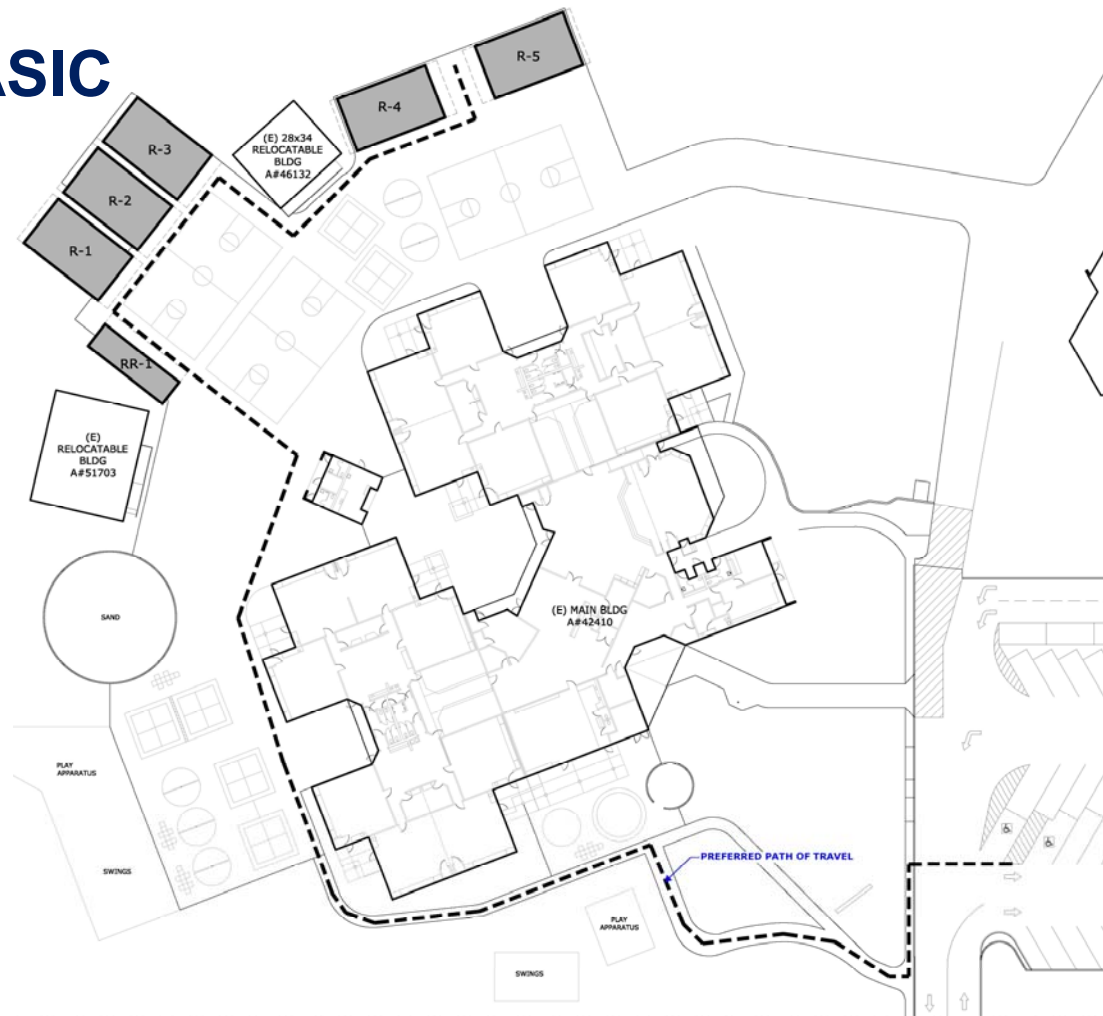 ASIC
R-5
R-4
(E) 28x34
RELOCATABLE
BLDG
A#46132
R-3
R-2
R-1
RR-1
(E)
RELOCATABLE
BLDG
A#51703
(E) MAIN BLDG
A#42410
SAND
PLAY
APPARATUS
SWINGS
PREFERRED PATH OF TRAVEL
PLAY
APPARATUS
SWINGS